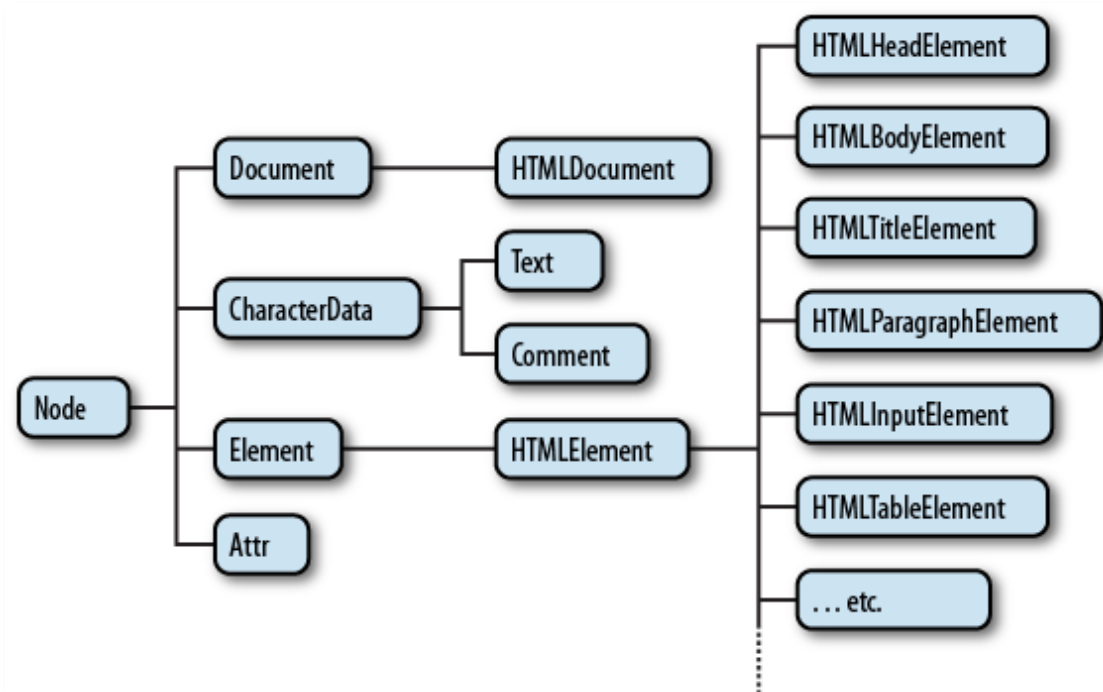 Node
Document
CharacterData
Element
Attr
HTMLDocument
Text
Comment
HTMLElement
HTMLHeadElement
HTMLBodyElement
HTMLTitleElement
HTMLParagraphElement
HTMLInputElement
HTMLTableElement
. . . etc.